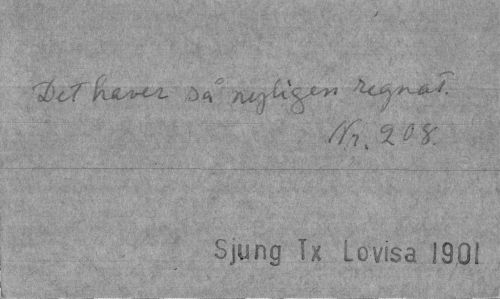 Det haver så nyligen regnat.
Nr. 208.
Sjung Tx Lovisa 1901